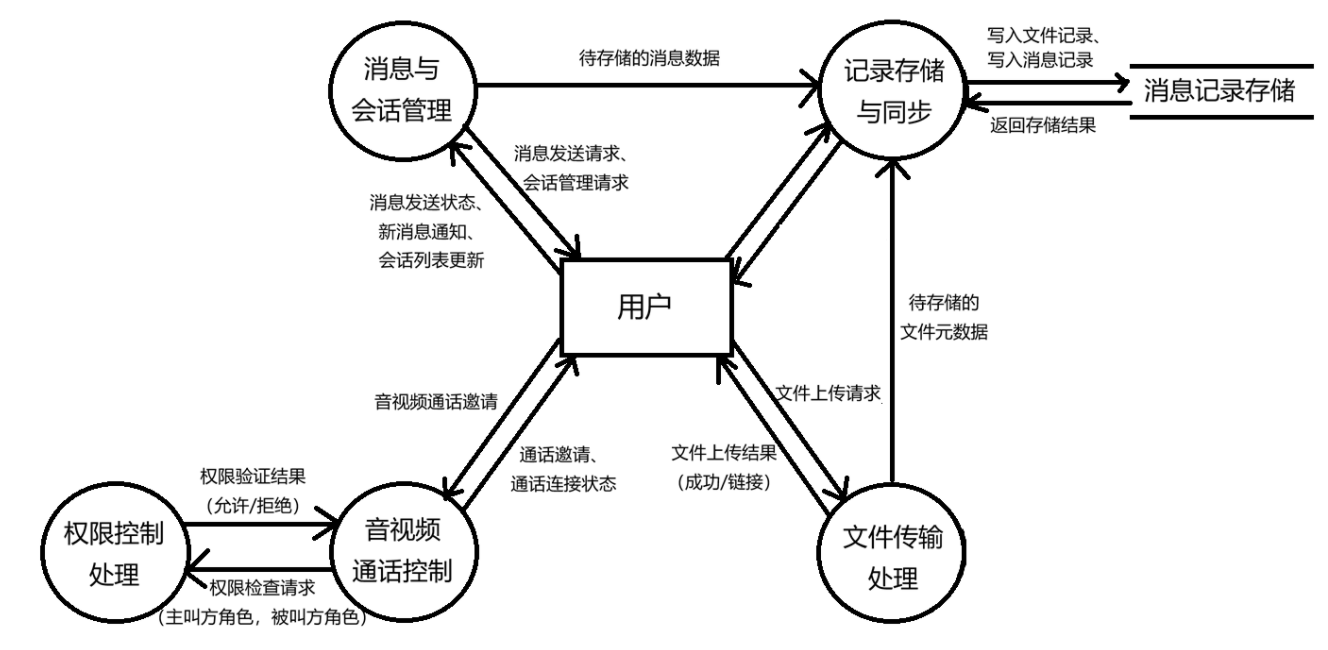 消息与
会话管理
待存储的消息数据
记录存储
与同步
写入文件记录、
写入消息记录
消息记录存储
返回存储结果
消息发送请求、
会话管理请求
消息发送状态、
新消息通知、
会话列表更新
用户
待存储的
文件元数据
音视频通话邀请
文件上传请求
通话邀请、
通话连接状态
文件上传结果
（成功/链接）
权限验证结果
（允许/拒绝）
权限控制
处理
音视频
通话控制
文件传输
处理
权限检查请求
（主叫方角色，被叫方角色）